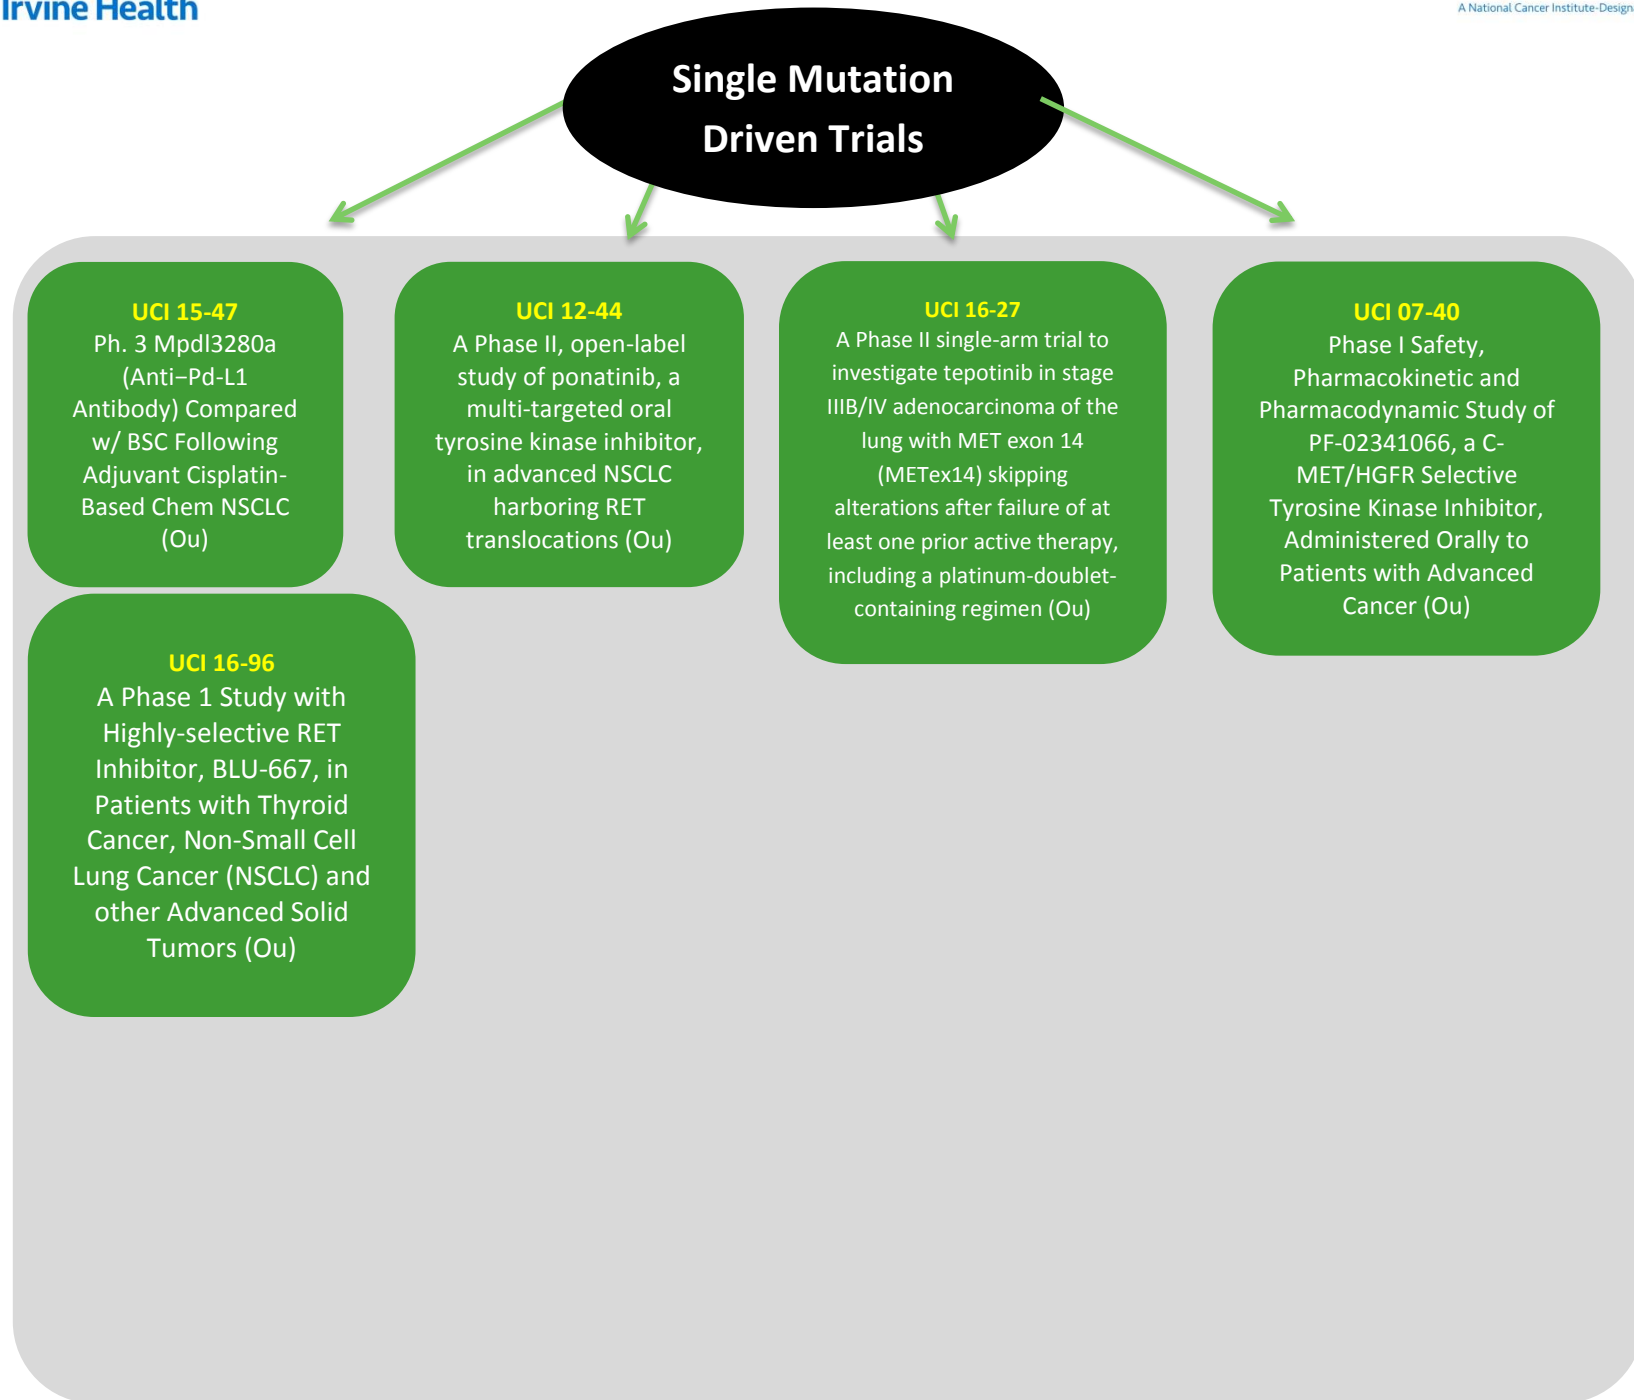 Irvine Health
A National Cancer Institute-Design
Single Mutation
Driven Trials
UCI 15-47
Ph. 3 Mpdl3280a
(Anti−Pd-L1
Antibody) Compared
w/ BSC Following
Adjuvant Cisplatin-
Based Chem NSCLC
(Ou)
UCI 12-44
A Phase II, open-label
study of ponatinib, a
multi-targeted oral
tyrosine kinase inhibitor,
in advanced NSCLC
harboring RET
translocations (Ou)
UCI 16-27
A Phase II single-arm trial to
investigate tepotinib in stage
IIIB/IV adenocarcinoma of the
lung with MET exon 14
(METex14) skipping
alterations after failure of at
least one prior active therapy,
including a platinum-doublet-
containing regimen (Ou)
UCI 07-40
Phase I Safety,
Pharmacokinetic and
Pharmacodynamic Study of
PF-02341066, a C-
MET/HGFR Selective
Tyrosine Kinase Inhibitor,
Administered Orally to
Patients with Advanced
Cancer (Ou)
UCI 16-96
A Phase 1 Study with
Highly-selective RET
Inhibitor, BLU-667, in
Patients with Thyroid
Cancer, Non-Small Cell
Lung Cancer (NSCLC) and
other Advanced Solid
Tumors (Ou)